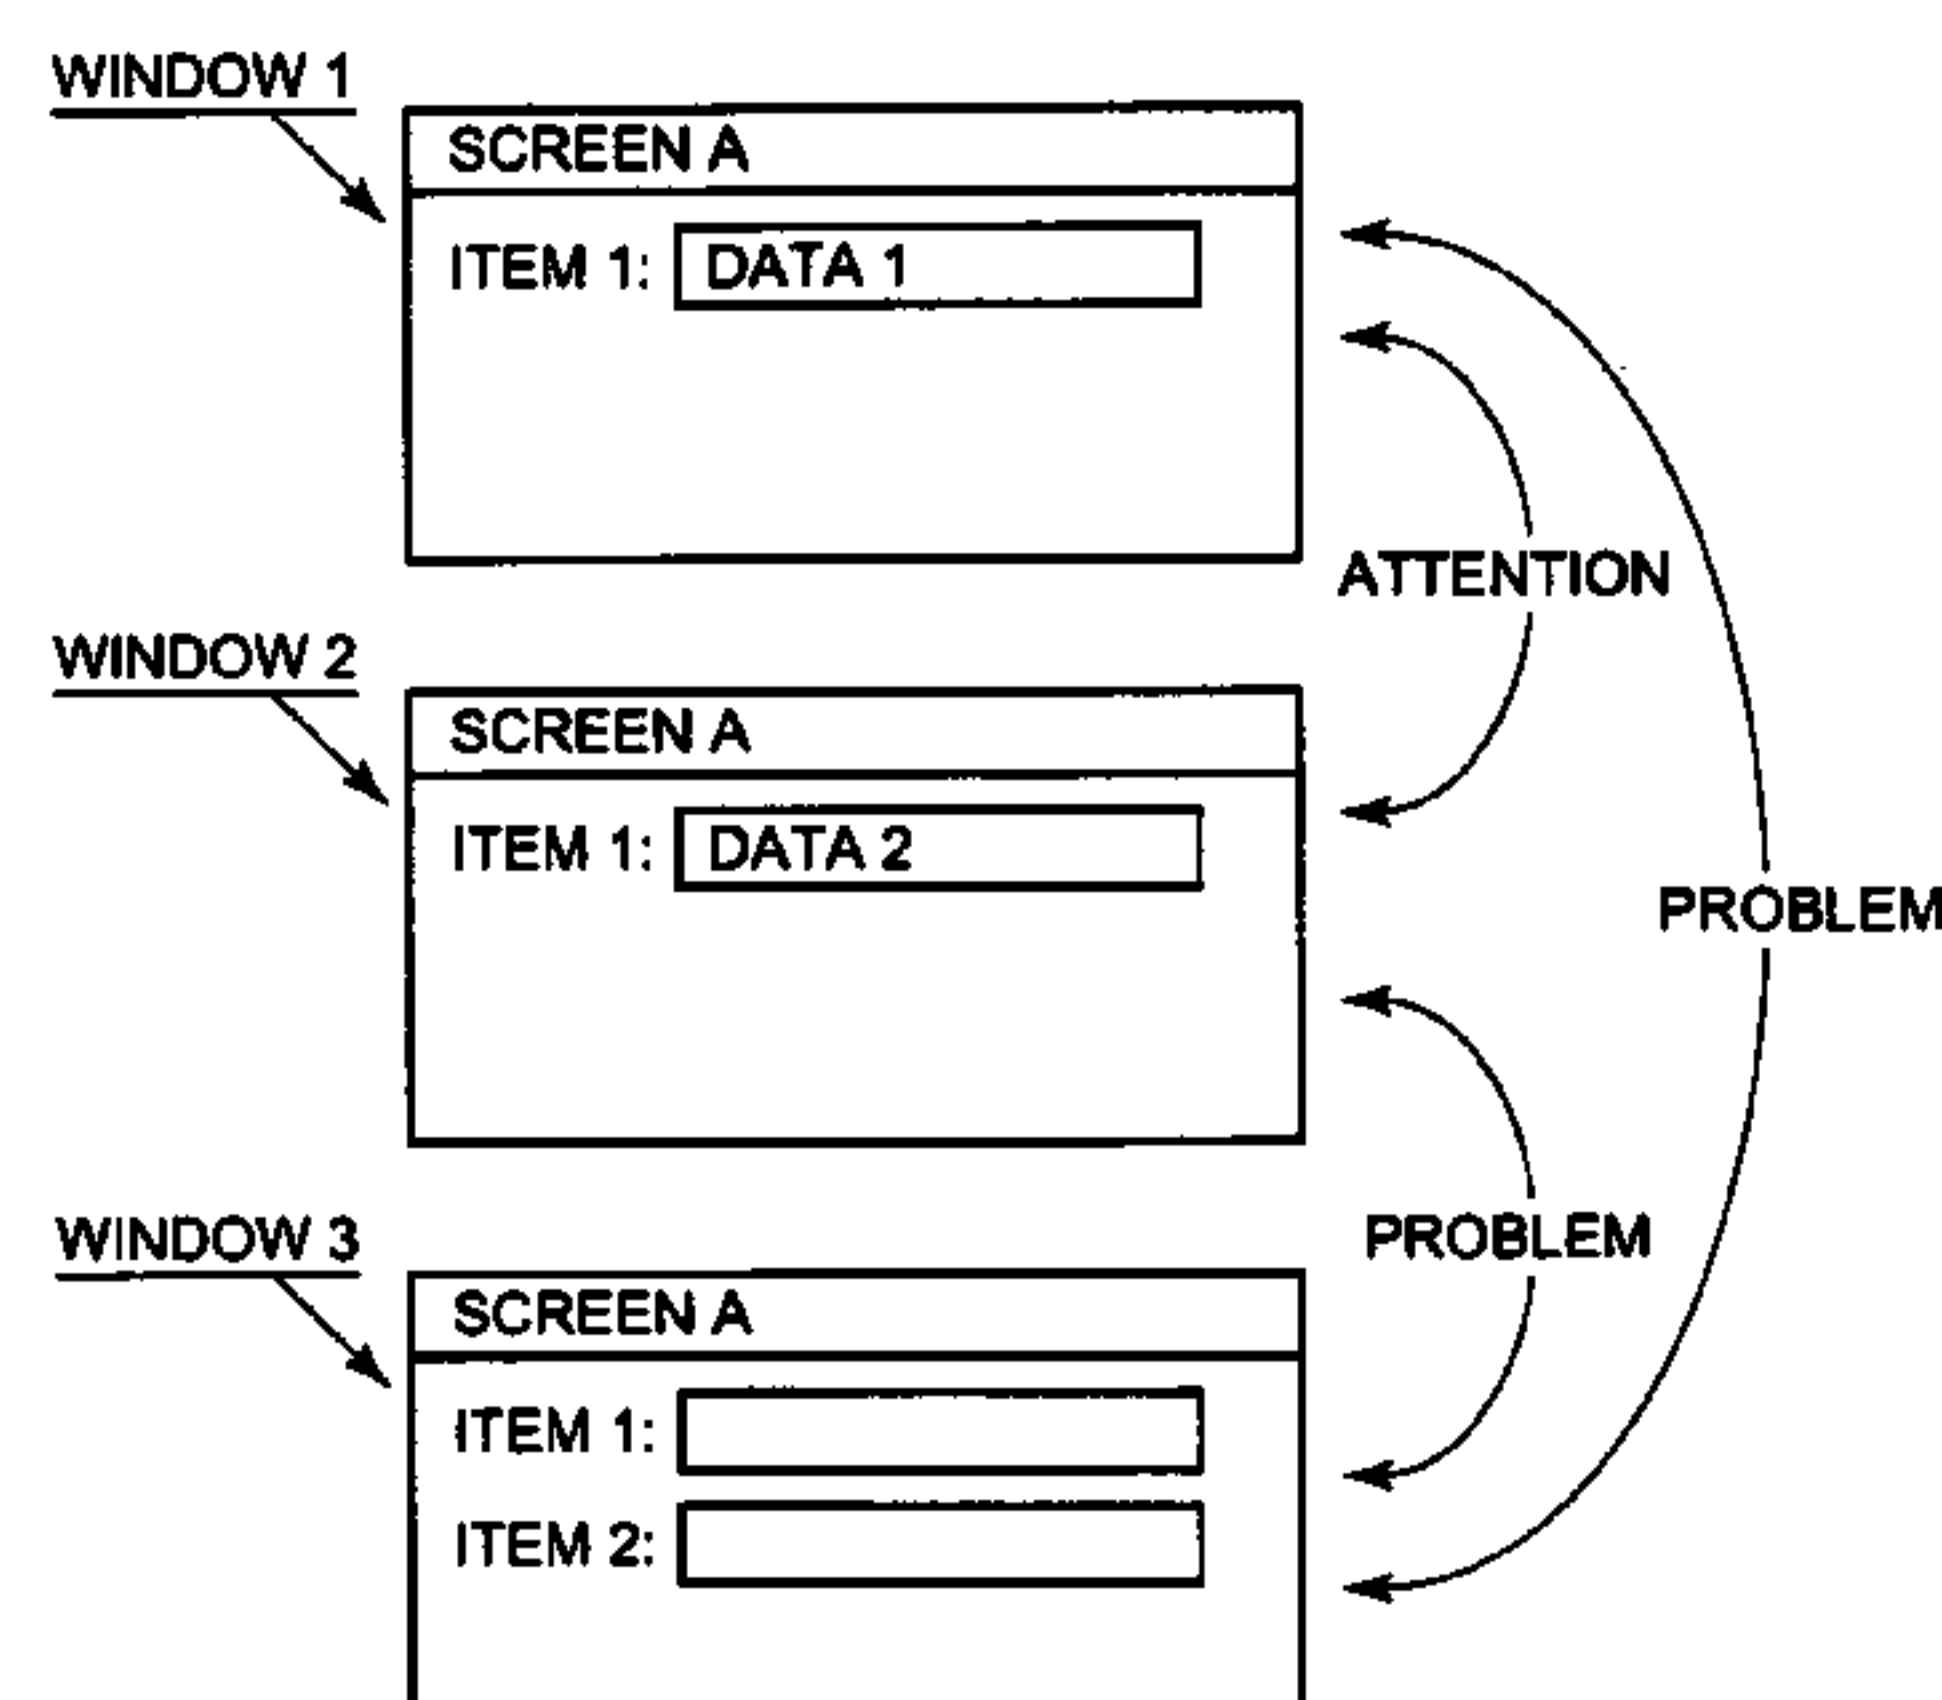 WINDOW 1
SCREEN A
ITEM 1: DATA 1
ATTENTION
WINDOW 2
SCREEN A
ITEM 1: DATA 2
PROBLEM
PROBLEM
WINDOW 3
SCREEN A
ITEM 1:
ITEM 2: